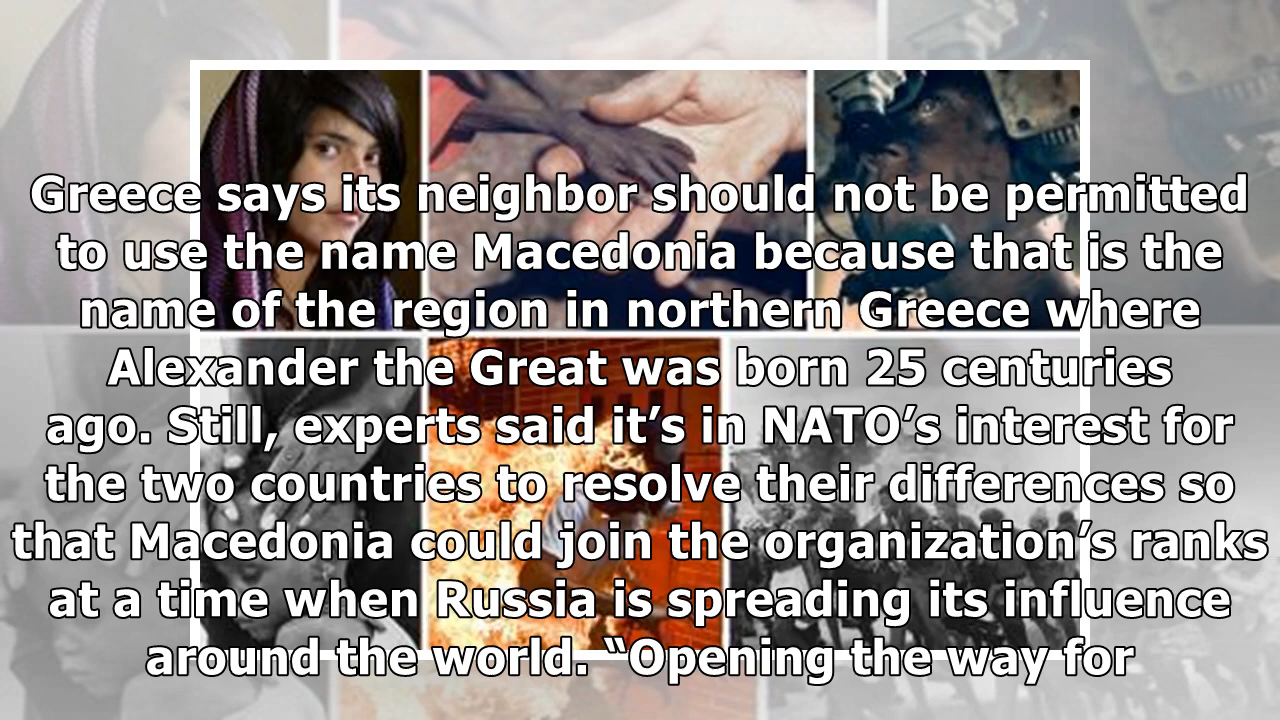 Greece says its neighbor should not be permitted
to use the name Macedonia because that is the
name of the region in northern Greece where
Alexander the Great was born 25 centuries
ago. Still, experts said it’s in NATO’s interest for
the two countries to resolve their differences so
that Macedonia could join the organization’s ranks
at a time when Russia is spreading its influence
around the world. “Opening the way for